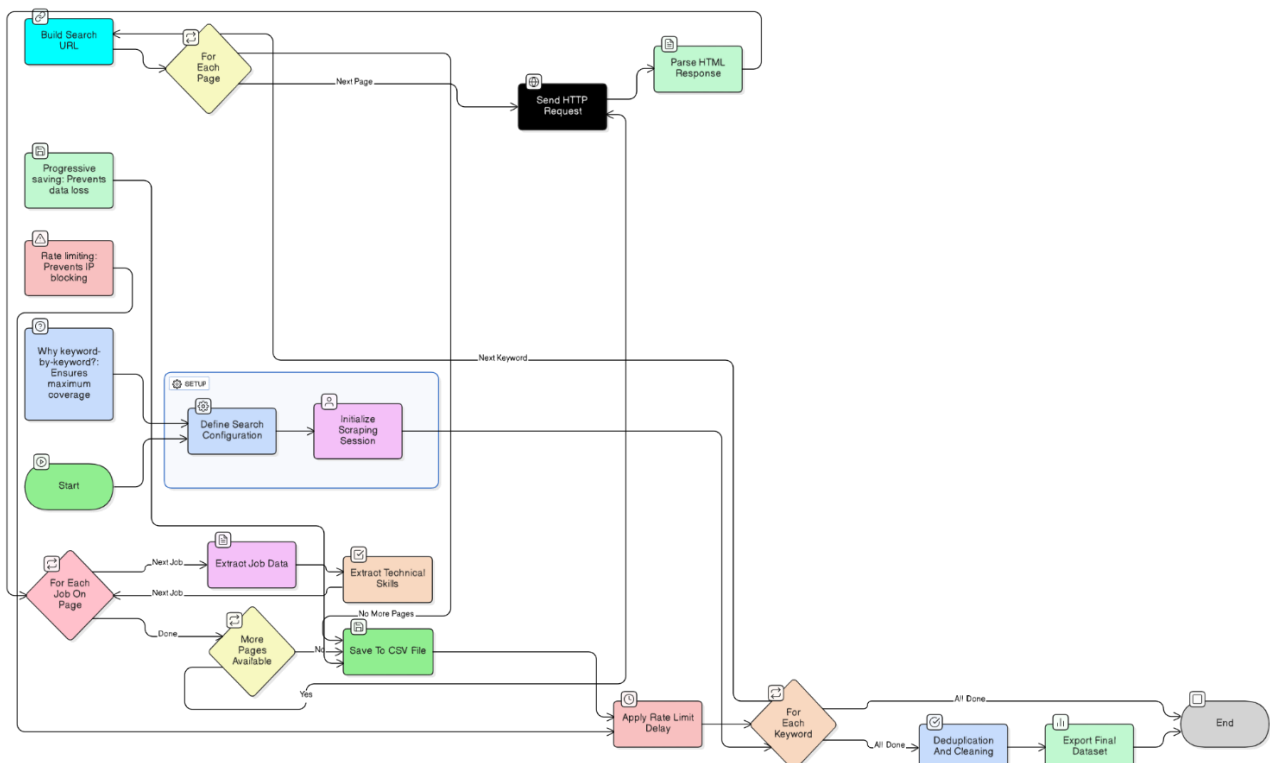 Build Search
URL
For
Each
Page
Next Page
Send HTTP
Request
Parse HTML
Response
Progressive
saving: Prevents
data loss
Rate limiting:
Prevents IP
blocking
Why keyword-
by-keyword?:
Ensures
maximum
coverage
Next Keyword
SETUP
Define Search
Configuration
Initialize
Scraping
Session
Start
For Each
Job On
Page
Next Job
Extract Job Data
Next Job
Extract Technical
Skills
Done
More
Pages
Available
No More Pages
No
Save To CSV File
Yes
Apply Rate Limit
Delay
For
Each
Keyword
All Done
All Done
Deduplication
And Cleaning
Export Final
Dataset
End